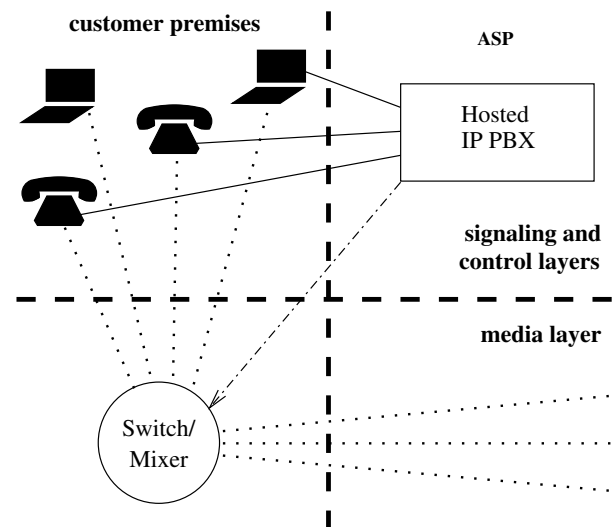 customer premises
ASP
Hosted
IP PBX
signaling and
control layers
media layer
Switch/
Mixer